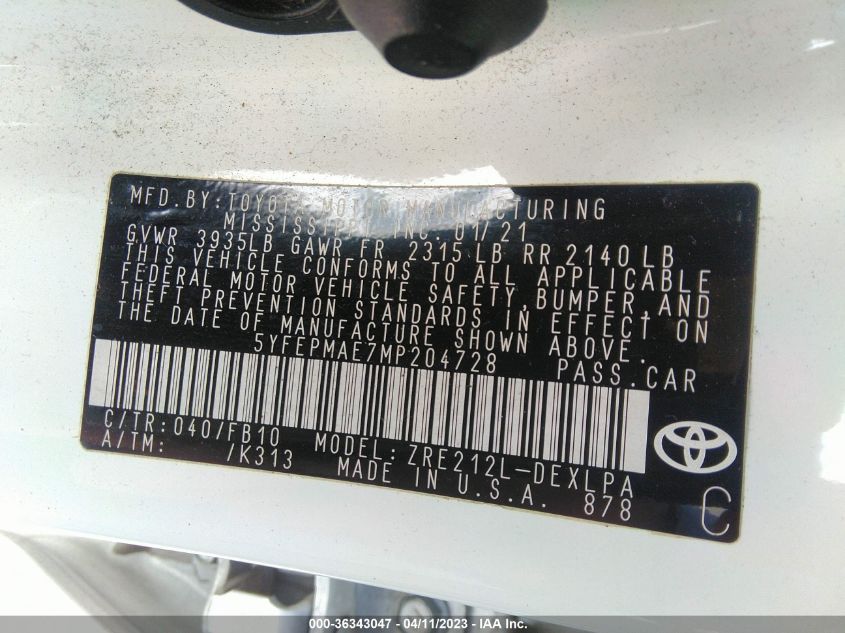 MFD.BY:TOYOTA MOTOR MANUFACTURING
MISSISSIPPI, INC. 01/21
GVWR 3935LB GAWR FR 2315 LB RR 2140 LB
THIS VEHICLE CONFORMS TO ALL APPLICABLE
FEDERAL MOTOR VEHICLE SAFETY,BUMPER,AND
THEFT PREVENTION STANDARDS IN EFFECT ON
THE DATE OF MANUFACTURE SHOWN ABOVE.
5YFEPMAE7MP204728 PASS.CAR
C/TR:040/FB10 MODEL:ZRE212L-DEXLPA
A/TM: /K313 MADE IN U.S.A. 878
C
000-36343047 - 04/11/2023 - IAA Inc.